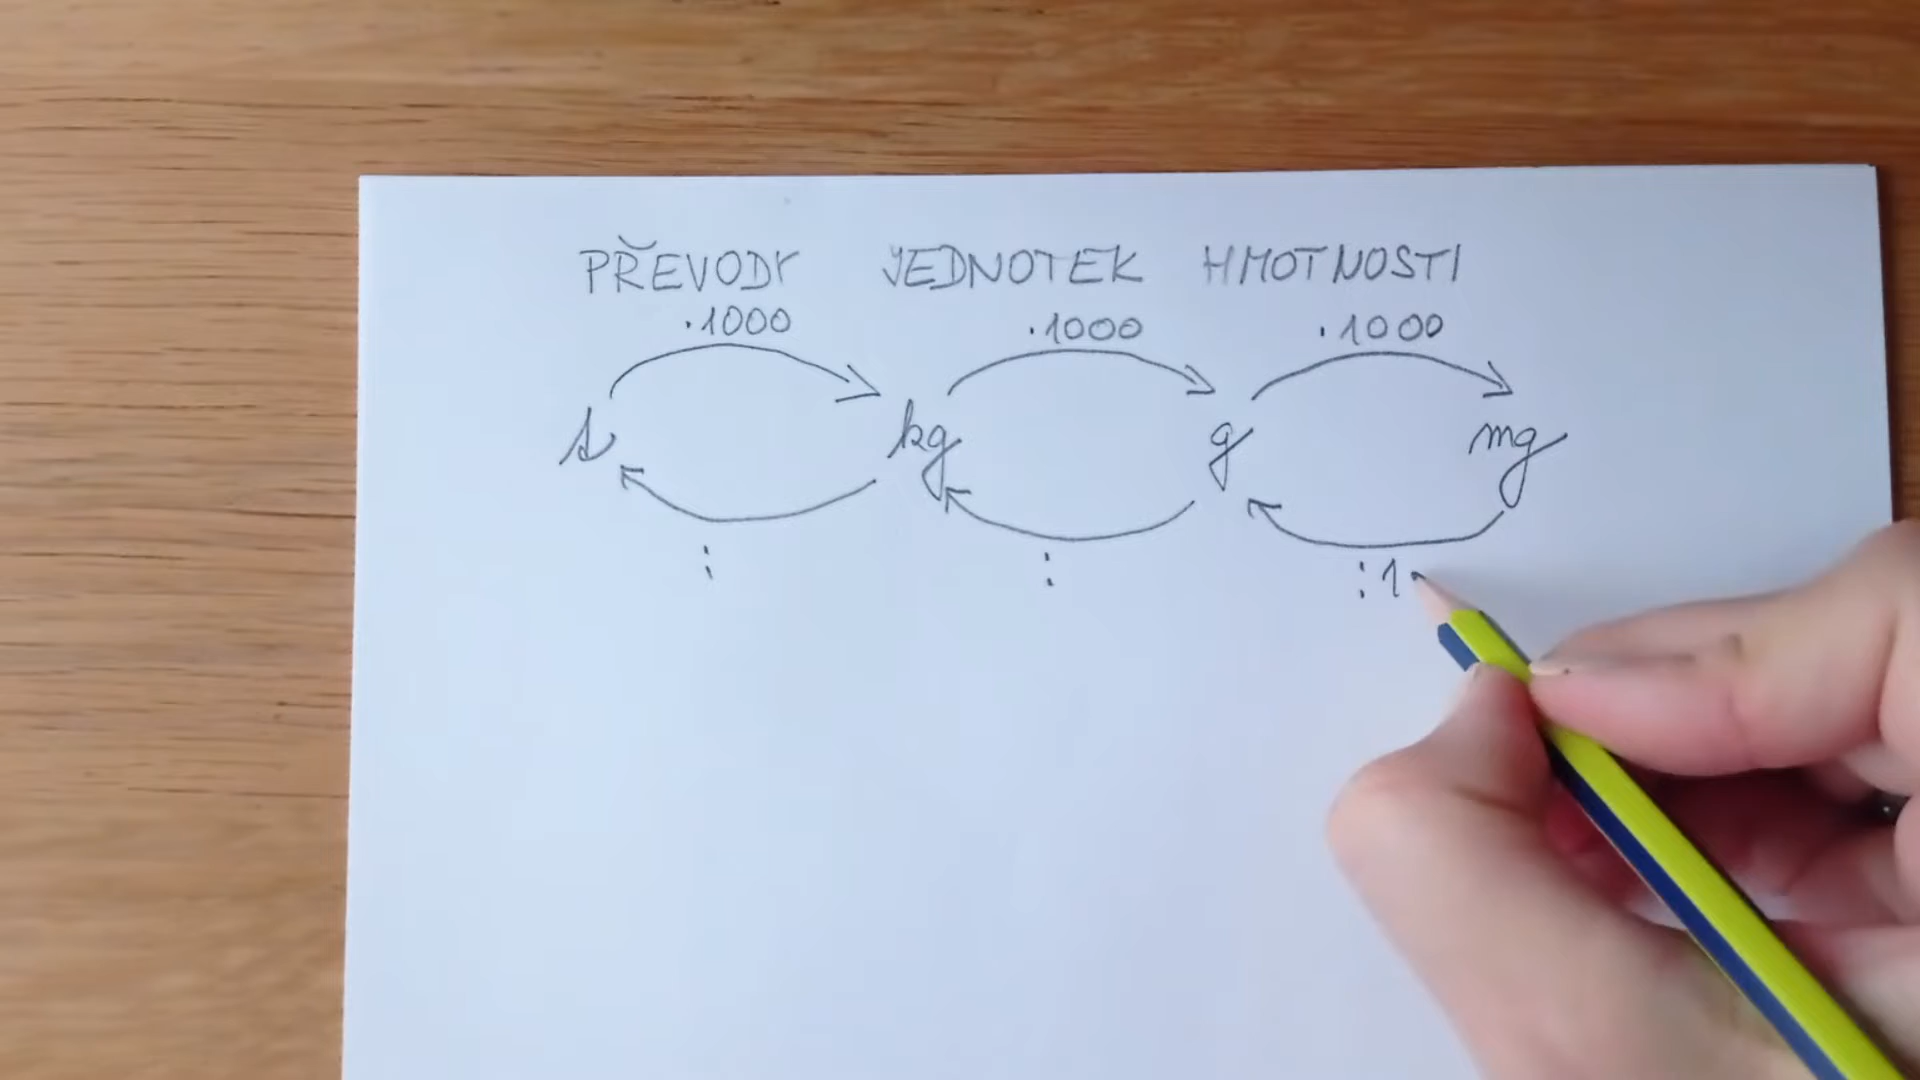 PŘEVODY JEDNOTEK HMOTNOSTI
.1000 .1000 .1000
t kg g mg
: : :1